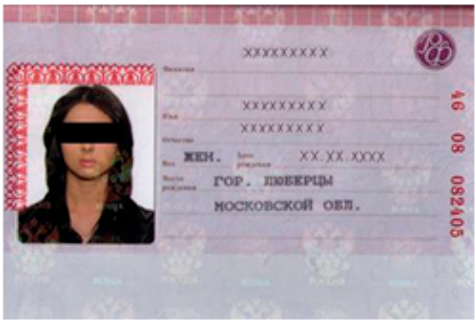 XXXXXXXXX
Фамилия
XXXXXXXXX
Имя
XXXXXXXXX
Отчество
Пол ЖЕН. Дата рождения XX.XX.XXXX
Место рождения ГОР. ЛЮБЕРЦЫ
МОСКОВСКОЙ ОБЛ.
46 08 082405